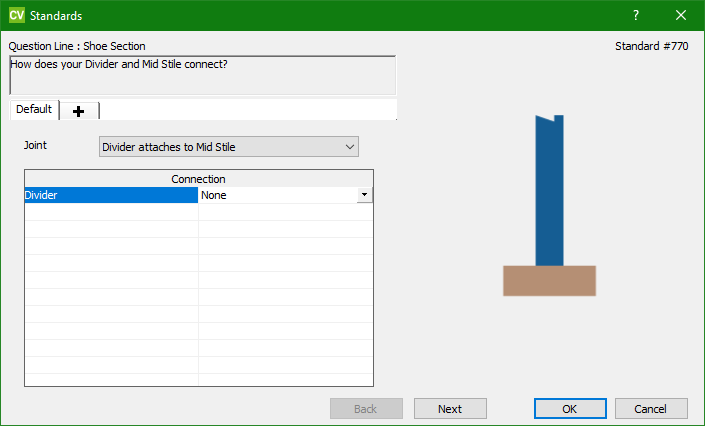 CV Standards ?
Question Line : Shoe Section
Standard #770
How does your Divider and Mid Stile connect?
Default
Joint
Divider attaches to Mid Stile
Connection
Divider None
Back Next OK Cancel